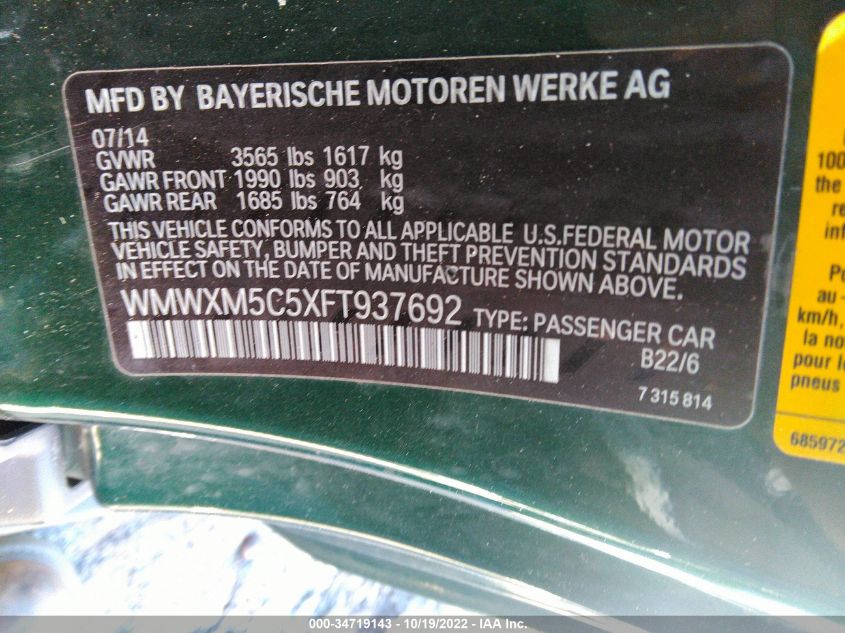 MFD BY BAYERISCHE MOTOREN WERKE AG
07/14
GVWR 3565 lbs 1617 kg
GAWR FRONT 1990 lbs 903 kg
GAWR REAR 1685 lbs 764 kg
THIS VEHICLE CONFORMS TO ALL APPLICABLE U.S.FEDERAL MOTOR
VEHICLE SAFETY, BUMPER AND THEFT PREVENTION STANDARDS
IN EFFECT ON THE DATE OF MANUFACTURE SHOWN ABOVE.
WMWXM5C5XFT937692 TYPE: PASSENGER CAR
B22/6
7 315 814
100
the
re
inf
Po
au -
km/h,
la no
pour le
pneus
685972
000-34719143 - 10/19/2022 - IAA Inc.